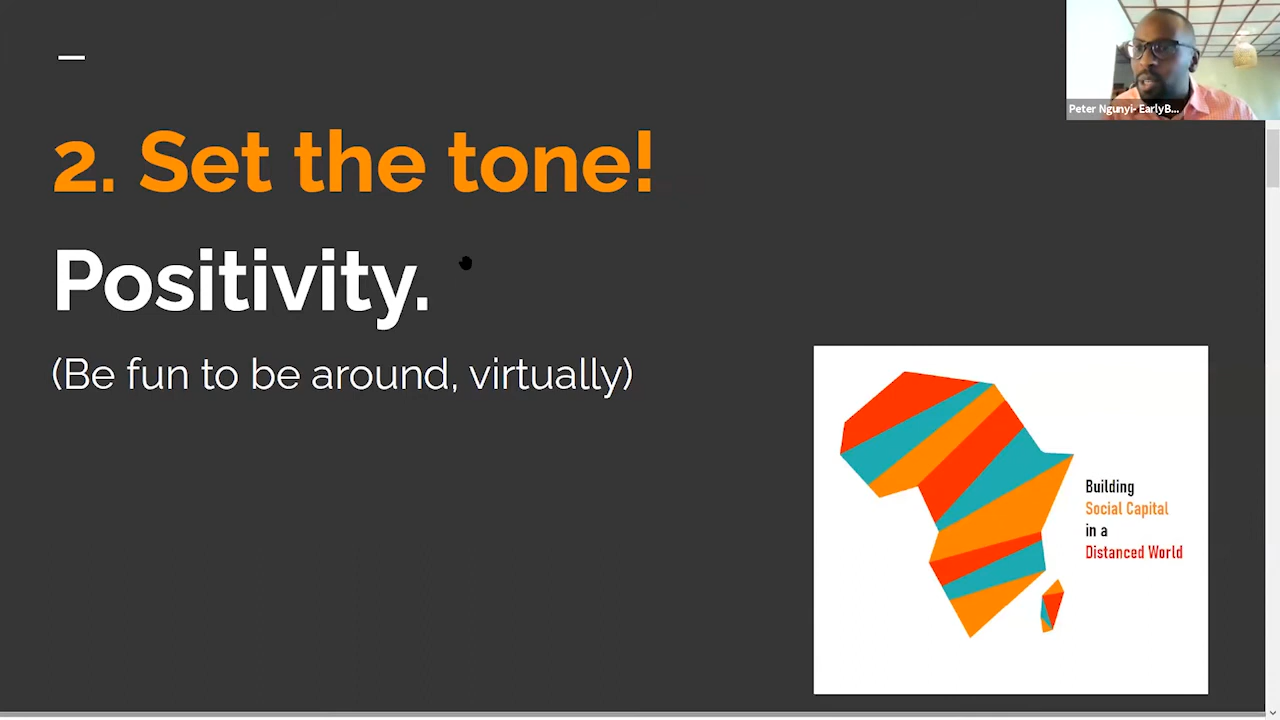 Peter Ngunyi- EarlyB...
2. Set the tone!
Positivity.
(Be fun to be around, virtually)
Building
Social Capital
in a
Distanced World